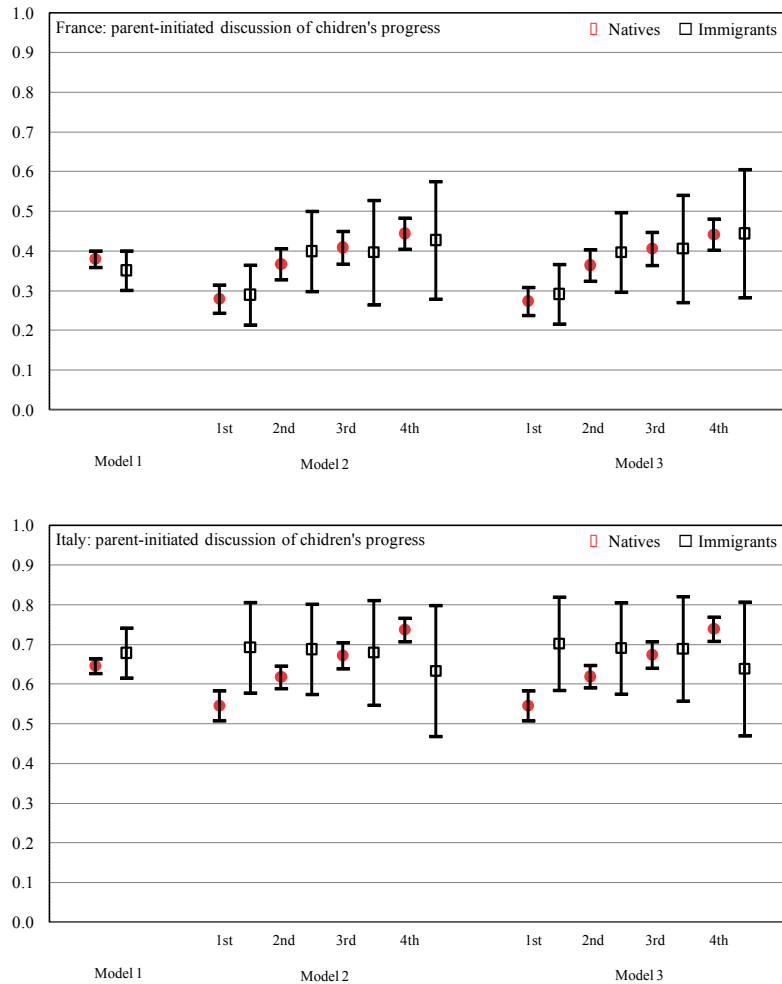 France: parent-initiated discussion of chidren's progress
Natives Immigrants
1.0
0.9
0.8
0.7
0.6
0.5
0.4
0.3
0.2
0.1
0.0
1st 2nd 3rd 4th 1st 2nd 3rd 4th
Model 1 Model 2 Model 3
Italy: parent-initiated discussion of chidren's progress
Natives Immigrants
1.0
0.9
0.8
0.7
0.6
0.5
0.4
0.3
0.2
0.1
0.0
1st 2nd 3rd 4th 1st 2nd 3rd 4th
Model 1 Model 2 Model 3